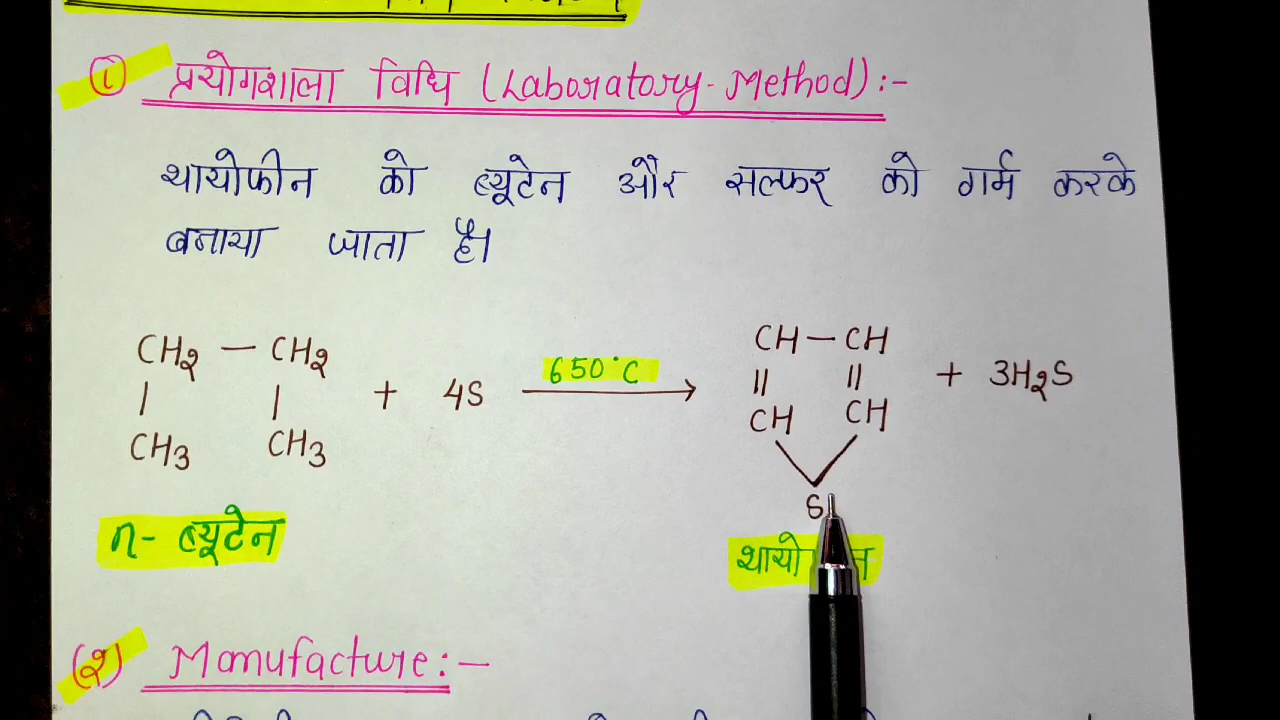 (i) प्रयोगशाला विधि (Laboratory-Method):-
थायोफीन को ब्यूटेन और सल्फर को गर्म करके
बनाया जाता है।
CH2 — CH2 + 4S 650°C → CH — CH + 3H2S
CH3 CH3 CH CH
S
n- ब्यूटेन
(2) Manufacture:-